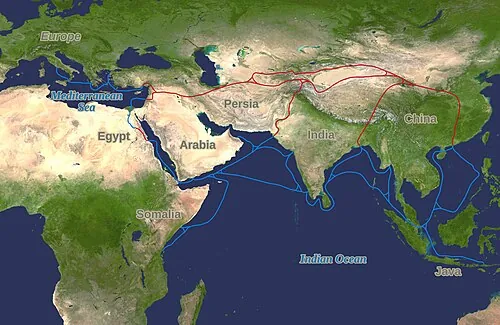 Europe
Mediterranean
Sea
Egypt
Persia
Arabia
India
China
Somalia
Indian Ocean
Java